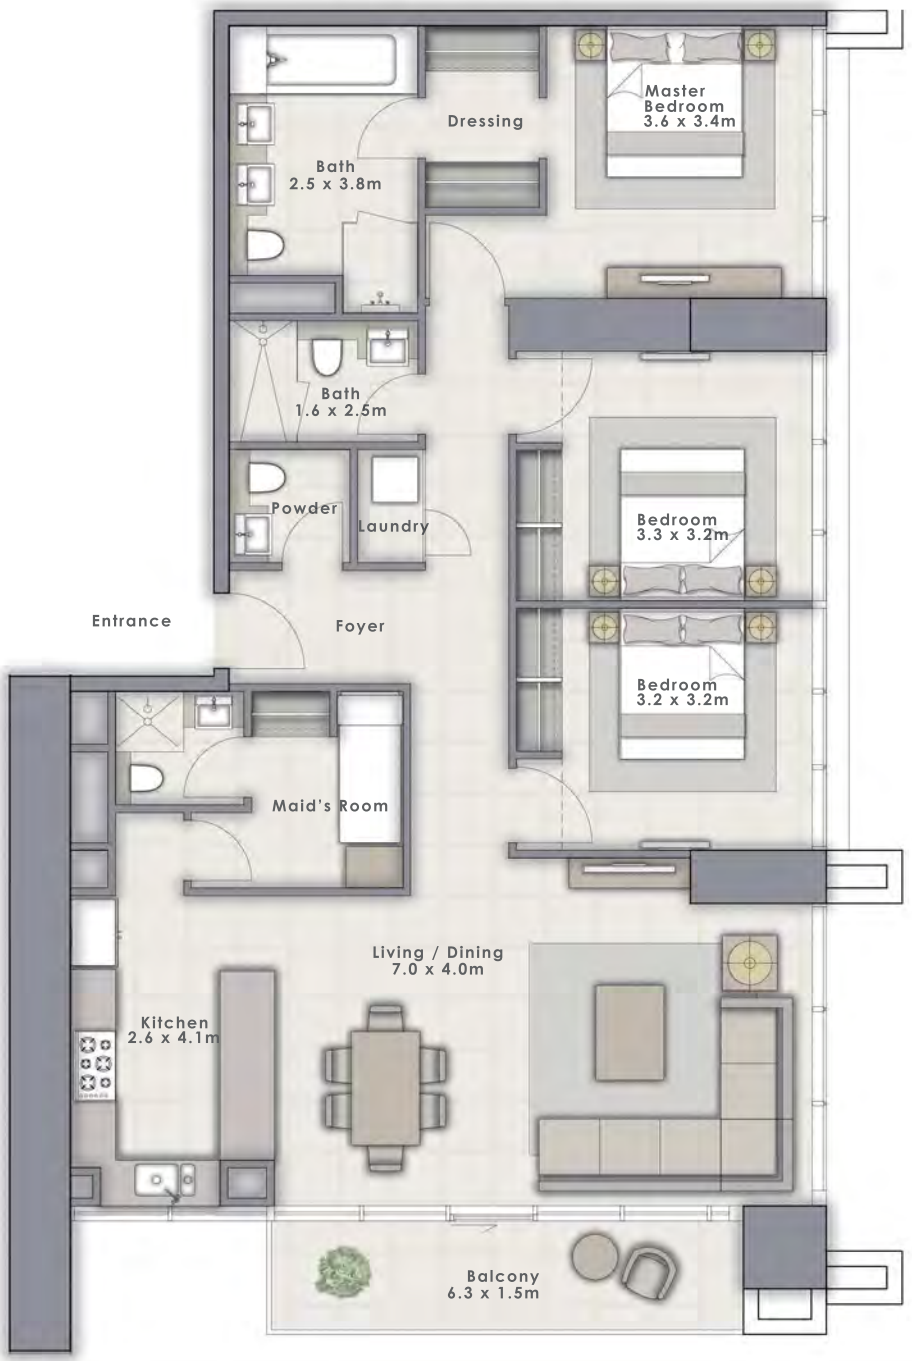 Master
Bedroom
3.6 x 3.4m
Dressing
Bath
2.5 x 3.8m
Bath
1.6 x 2.5m
Powder
Laundry
Bedroom
3.3 x 3.2m
Entrance
Foyer
Bedroom
3.2 x 3.2m
Maid's Room
Living / Dining
7.0 x 4.0m
Kitchen
2.6 x 4.1m
Balcony
6.3 x 1.5m